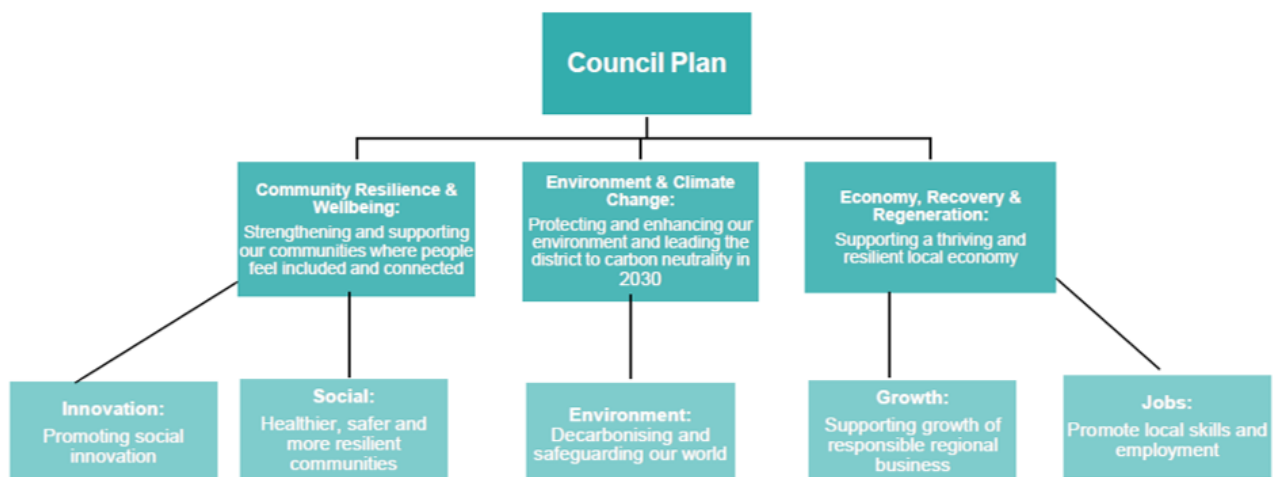 Council Plan
Community Resilience &
Wellbeing:
Strengthening and supporting
our communities where people
feel included and connected
Environment & Climate
Change:
Protecting and enhancing our
environment and leading the
district to carbon neutrality in
2030
Economy, Recovery &
Regeneration:
Supporting a thriving and
resilient local economy
Innovation:
Promoting social
innovation
Social:
Healthier, safer and
more resilient
communities
Environment:
Decarbonising and
safeguarding our world
Growth:
Supporting growth of
responsible regional
business
Jobs:
Promote local skills and
employment